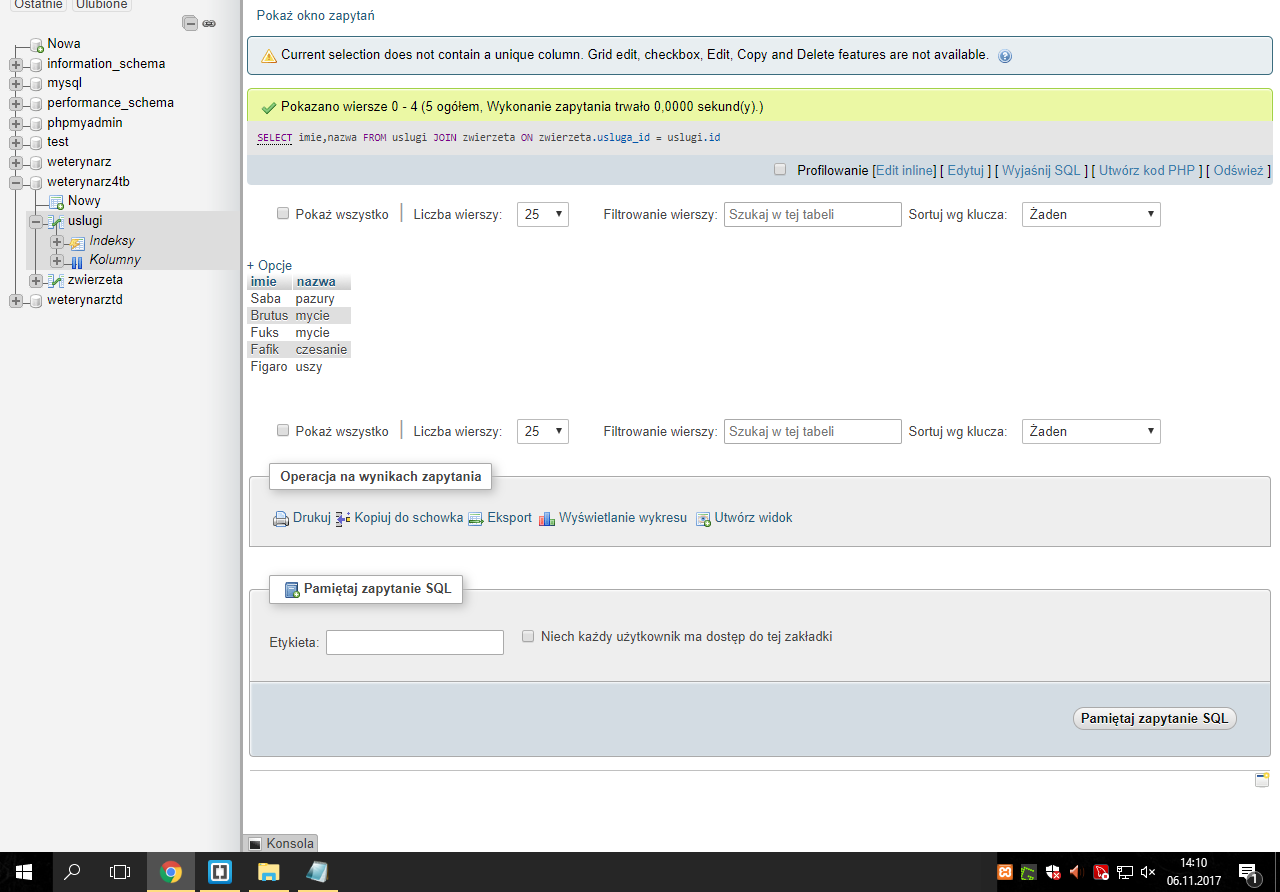 Ostatnie Ulubione
Nowa
information_schema
mysql
performance_schema
phpmyadmin
test
weterynarz
weterynarz4tb
Nowy
uslugi
Indeksy
Kolumny
zwierzeta
weterynarztd
Pokaż okno zapytań
Current selection does not contain a unique column. Grid edit, checkbox, Edit, Copy and Delete features are not available.
Pokazano wiersze 0 - 4 (5 ogółem, Wykonanie zapytania trwało 0,0000 sekund(y).)
SELECT imie,nazwa FROM uslugi JOIN zwierzeta ON zwierzeta.usluga_id = uslugi.id
Profilowanie [Edit inline] [ Edytuj ] [ Wyjaśnij SQL ] [ Utwórz kod PHP ] [ Odśwież ]
Pokaż wszystko | Liczba wierszy: 25 Filtrowanie wierszy: Szukaj w tej tabeli Sortuj wg klucza: Żaden
+ Opcje
imie nazwa
Saba pazury
Brutus mycie
Fuks mycie
Fafik czesanie
Figaro uszy
Pokaż wszystko | Liczba wierszy: 25 Filtrowanie wierszy: Szukaj w tej tabeli Sortuj wg klucza: Żaden
Operacja na wynikach zapytania
Drukuj Kopiuj do schowka Eksport Wyświetlanie wykresu Utwórz widok
Pamiętaj zapytanie SQL
Etykieta: Niech każdy użytkownik ma dostęp do tej zakładki
Pamiętaj zapytanie SQL
Konsola
14:10
06.11.2017
1